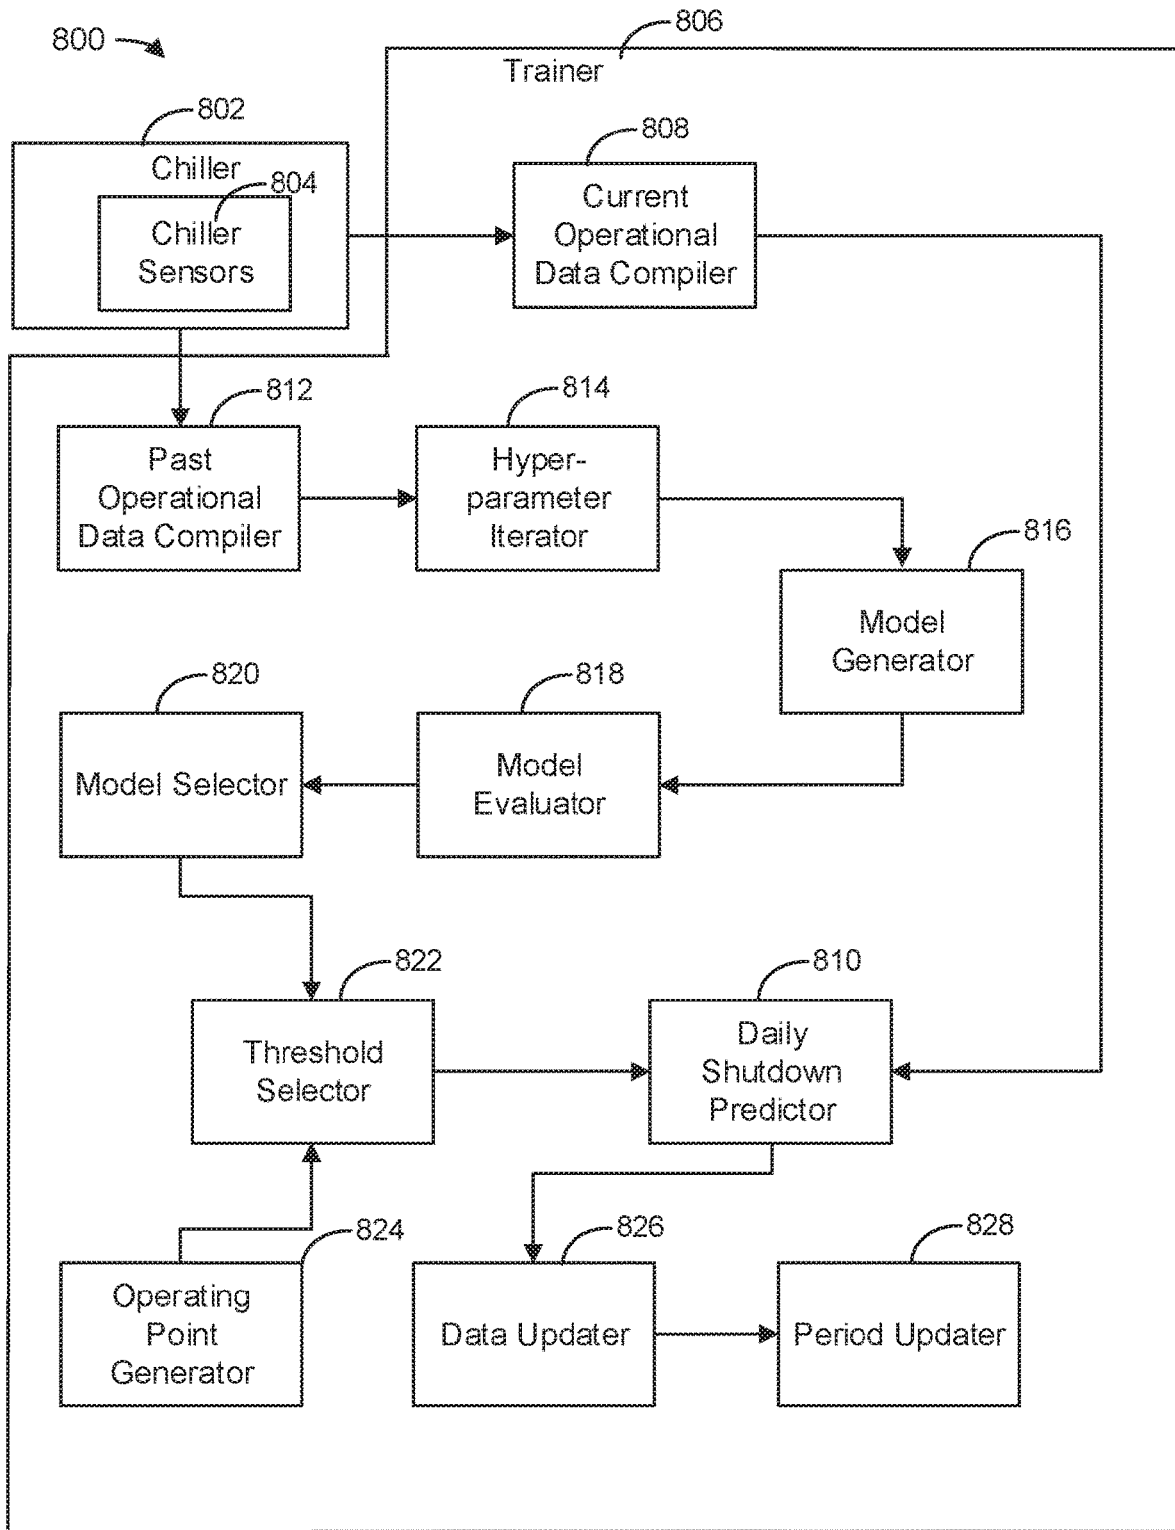 806
800
Trainer
802
Chiller
804
Chiller
Sensors
808
Current
Operational
Data Compiler
812
Past
Operational
Data Compiler
814
Hyper-
parameter
Iterator
816
Model
Generator
820
Model Selector
818
Model
Evaluator
822
Threshold
Selector
810
Daily
Shutdown
Predictor
824
Operating
Point
Generator
826
Data Updater
828
Period Updater